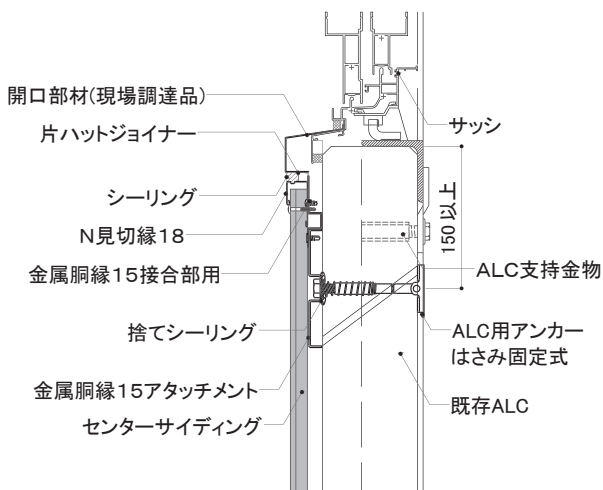 開口部材(現場調達品)
片ハットジョイナー
シーリング
N見切縁18
金属胴縁15接合部用
捨てシーリング
金属胴縁15アタッチメント
センターサイディング
サッシ
150以上
ALC支持金物
ALC用アンカー
はさみ固定式
既存ALC